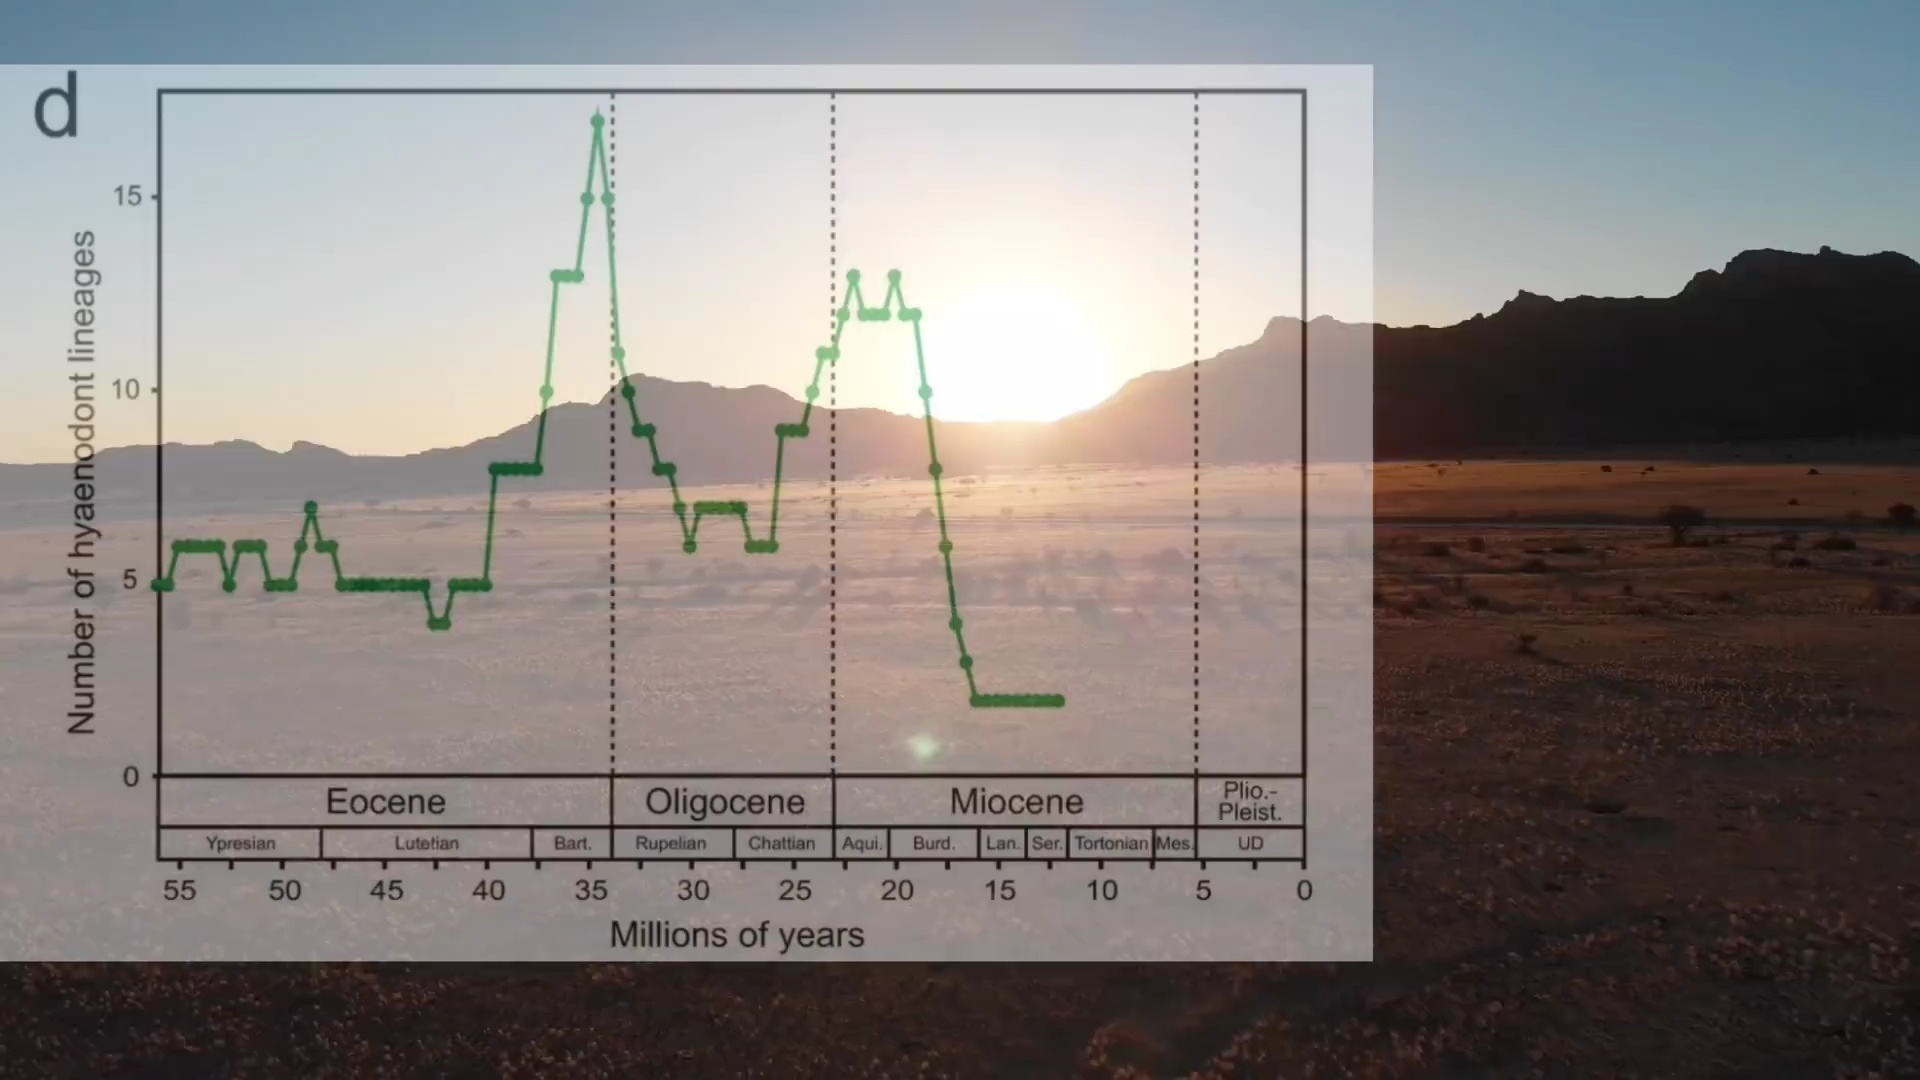 d
Number of hyaenodont lineages
15
10
5
0
Eocene Oligocene Miocene Plio.-
Pleist.
Ypresian Lutetian Bart. Rupelian Chattian Aqui. Burd. Lan. Ser. Tortonian Mes. UD
55 50 45 40 35 30 25 20 15 10 5 0
Millions of years